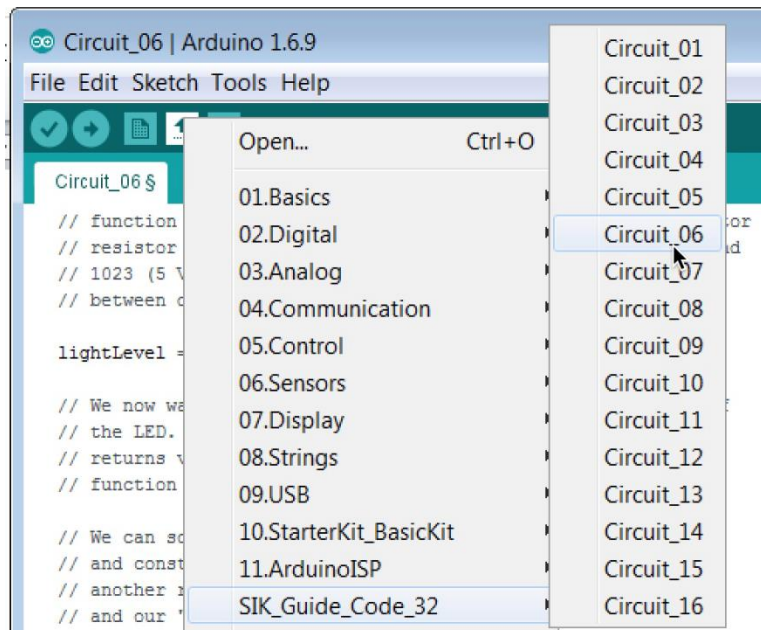 Circuit_06 | Arduino 1.6.9
File Edit Sketch Tools Help
Circuit_06 §
// function
// resistor
// 1023 (5
// between
lightLevel =
// We now
// the LED.
// returns
// function
// We can
// and
// another
// and our
Open... Ctrl+O
01.Basics
02.Digital
03.Analog
04.Communication
05.Control
06.Sensors
07.Display
08.Strings
09.USB
10.StarterKit_BasicKit
11.ArduinoISP
SIK_Guide_Code_32
Circuit_01
Circuit_02
Circuit_03
Circuit_04
Circuit_05
Circuit_06
Circuit_07
Circuit_08
Circuit_09
Circuit_10
Circuit_11
Circuit_12
Circuit_13
Circuit_14
Circuit_15
Circuit_16